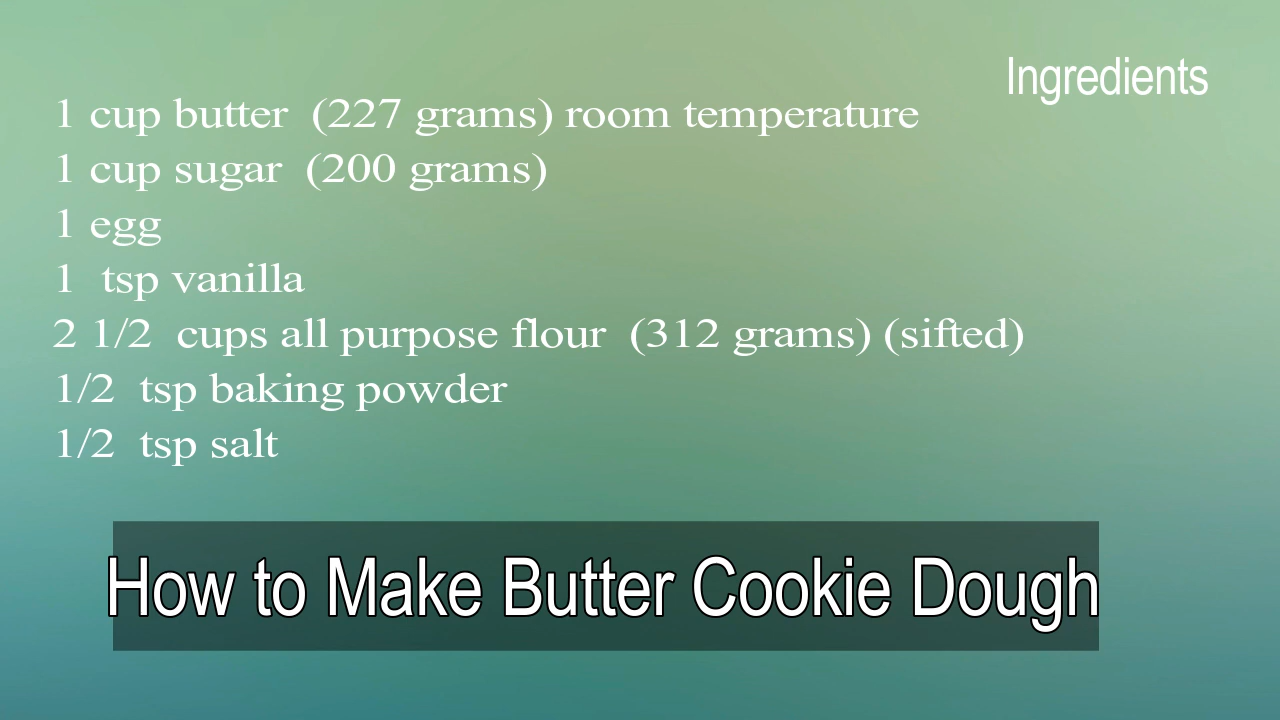 Ingredients
1 cup butter (227 grams) room temperature
1 cup sugar (200 grams)
1 egg
1 tsp vanilla
2 1/2 cups all purpose flour (312 grams) (sifted)
1/2 tsp baking powder
1/2 tsp salt
How to Make Butter Cookie Dough